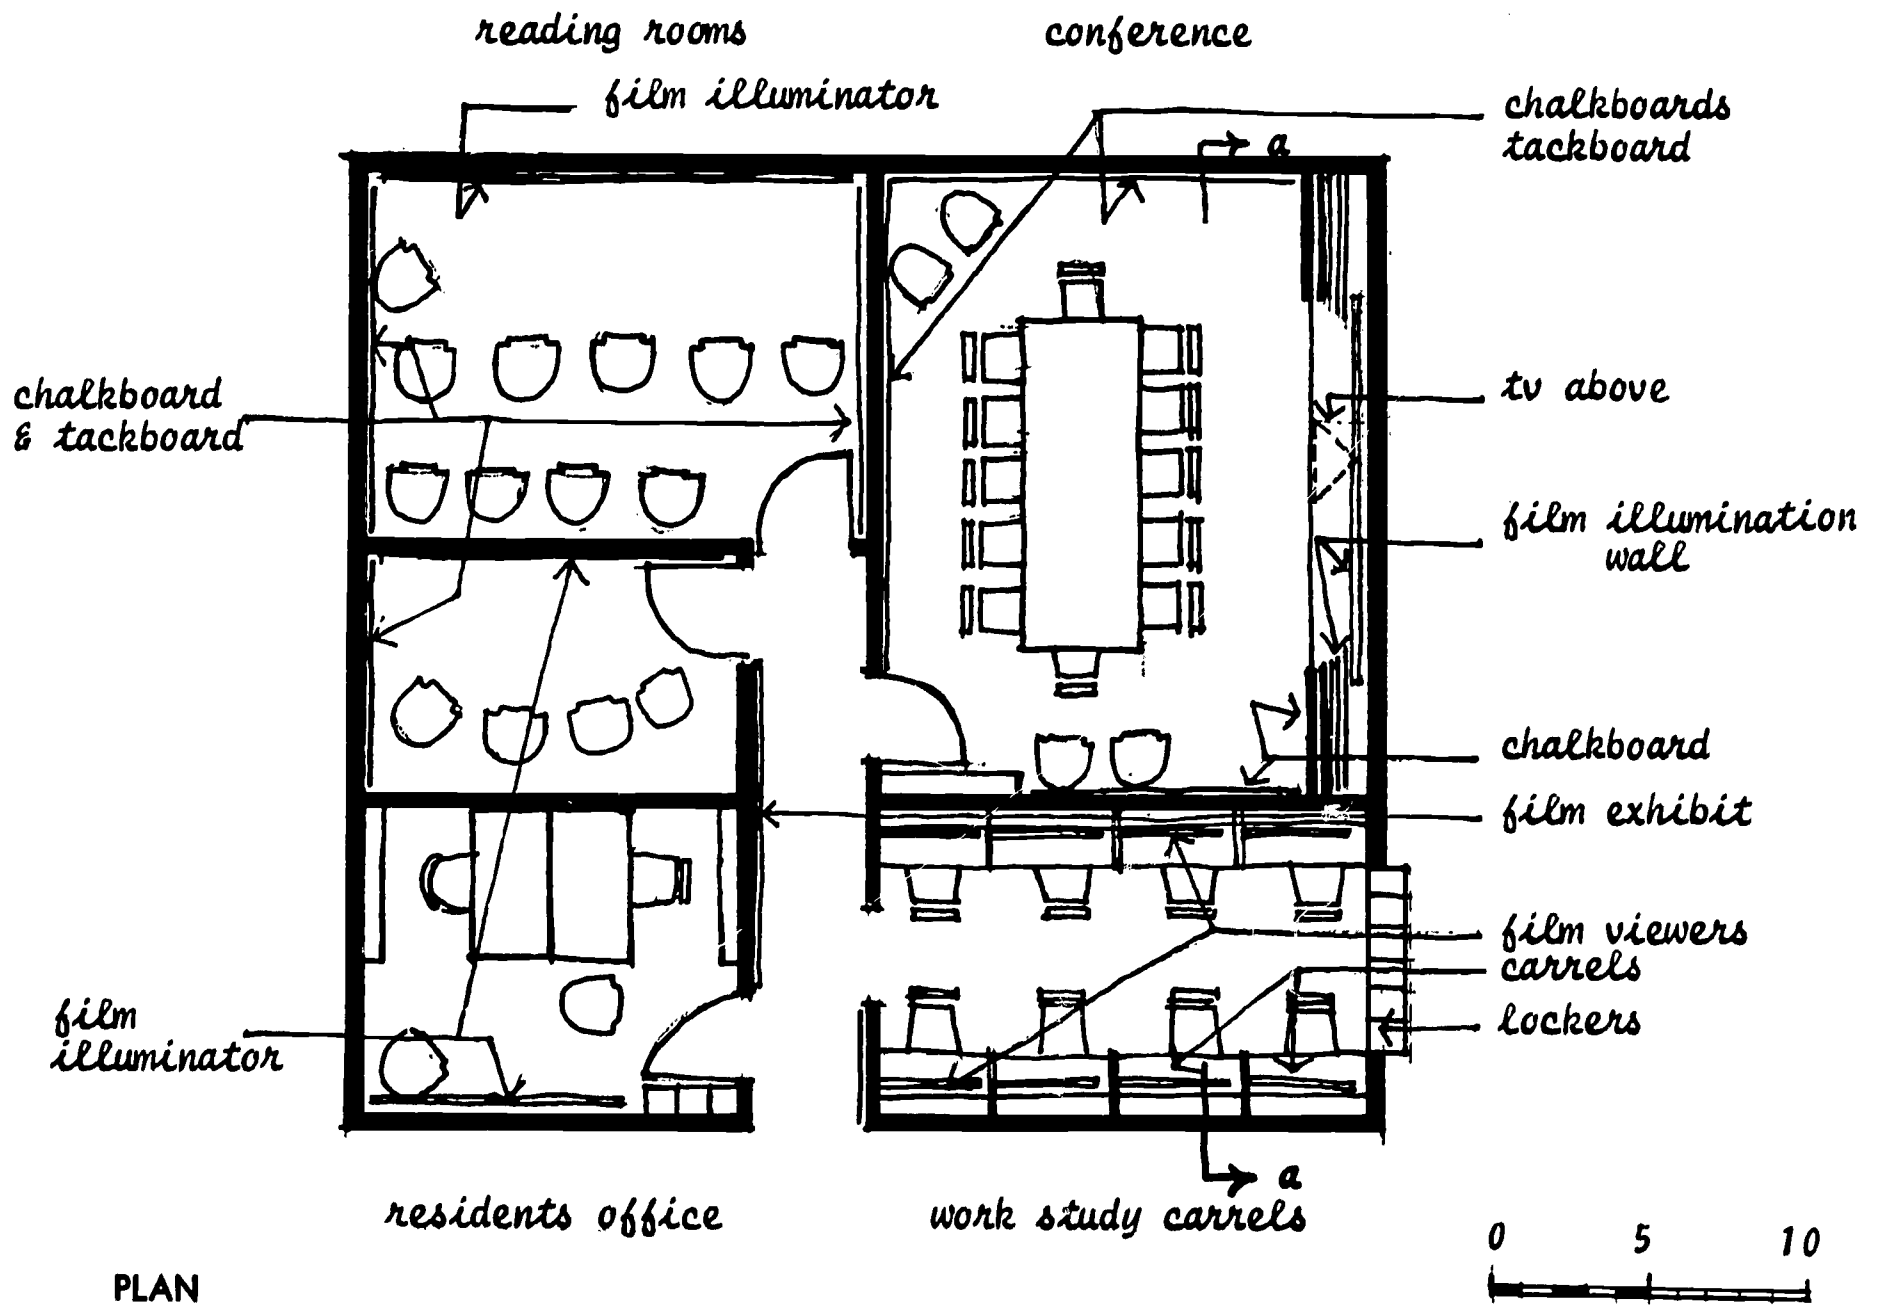 reading rooms
conference
film illuminator
chalkboards
tackboard
a
chalkboard
& tackboard
tv above
film illumination
wall
chalkboard
film exhibit
film viewers
carrels
lockers
film
illuminator
a
residents office
work study carrels
0 5 10
PLAN